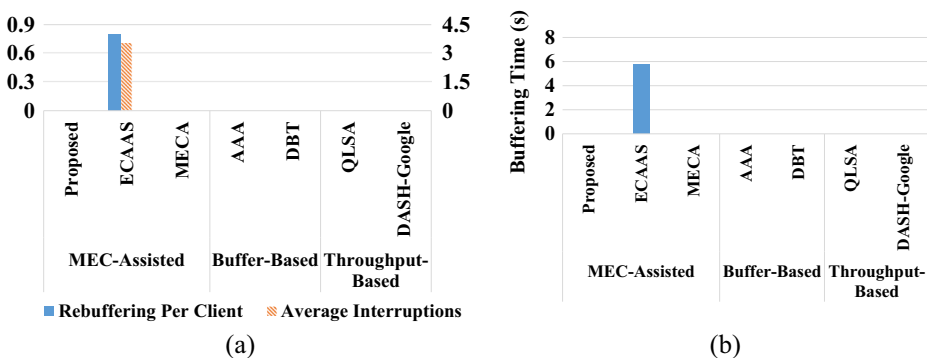 0.9
0.6
0.3
0
4.5
3
1.5
0
Proposed
ECAAS
MECA
AAA
DBT
QLSA
DASH-Google
MEC-Assisted
Buffer-Based
Throughput-
Based
Rebuffering Per Client
Average Interruptions
(a)
Buffering Time (s)
8
6
4
2
0
Proposed
ECAAS
MECA
AAA
DBT
QLSA
DASH-Google
MEC-Assisted
Buffer-Based
Throughput-
Based
(b)